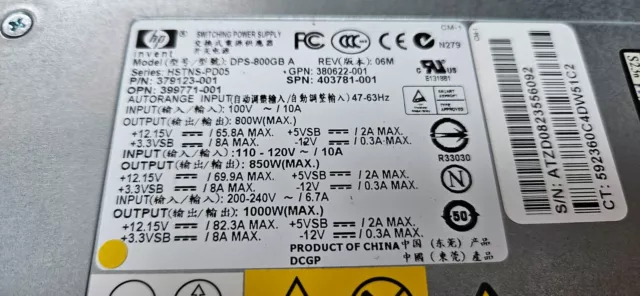 hp
invent
SWITCHING POWER SUPPLY
交換式電源供應器
开关电源
Model(型号/型號): DPS-800GB A REV(版本): 06M
Series: HSTNS-PD05 GPN: 380622-001
P/N: 379123-001 SPN: 403781-001
OPN: 399771-001
AUTORANGE INPUT(自动调整输入/自動調整輸入) 47-63Hz
INPUT(输入/輸入): 100V~ / 10A
OUTPUT(输出/輸出): 800W(MAX.)
+12.15V / 65.8A MAX. +5VSB / 2A MAX.
+3.3VSB / 8A MAX. -12V / 0.3A MAX.
INPUT(输入/輸入): 110 - 120V~ / 10A
OUTPUT(输出/輸出): 850W(MAX.)
+12.15V / 69.9A MAX. +5VSB / 2A MAX.
+3.3VSB / 8A MAX. -12V / 0.3A MAX.
INPUT(输入/輸入): 200-240V~ / 6.7A
OUTPUT(输出/輸出): 1000W(MAX.)
+12.15V / 82.3A MAX. +5VSB / 2A MAX.
+3.3VSB / 8A MAX. -12V / 0.3A MAX.
PRODUCT OF CHINA 中国 (东莞) 产品
DCGP 中國 (東莞) 產品
CM-1
N279
R33030
N
50
S/N: ATZD0823556092
CT: 592360C4DW51C2